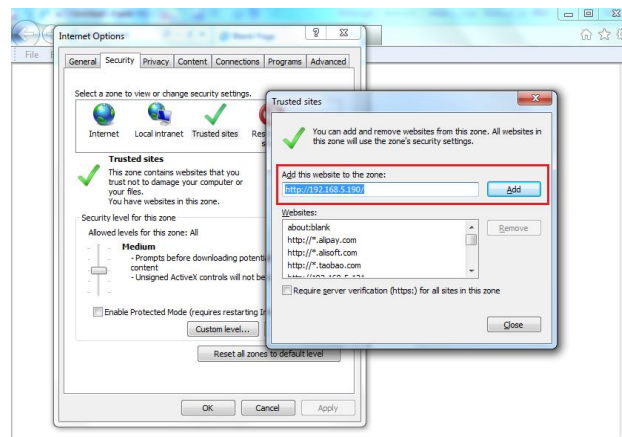 Internet Options
File
General Security Privacy Content Connections Programs Advanced
Select a zone to view or change security settings.
Internet Local intranet Trusted sites
Trusted sites
This zone contains websites that you
trust not to damage your computer or
your files.
You have websites in this zone.
Security level for this zone
Allowed levels for this zone: All
Medium
- Prompts before downloading
content
- Unsigned ActiveX controls will not be
Enable Protected Mode (requires restarting
Custom level...
Reset all zones to default level
OK Cancel Apply
Trusted sites
You can add and remove websites from this zone. All websites in
this zone will use the zone's security settings.
Add this website to the zone:
http://192.168.5.190/ Add
Websites:
about:blank Remove
http://*.alipay.com
http://*.alisoft.com
http://*.taobao.com
Require server verification (https:) for all sites in this zone
Close